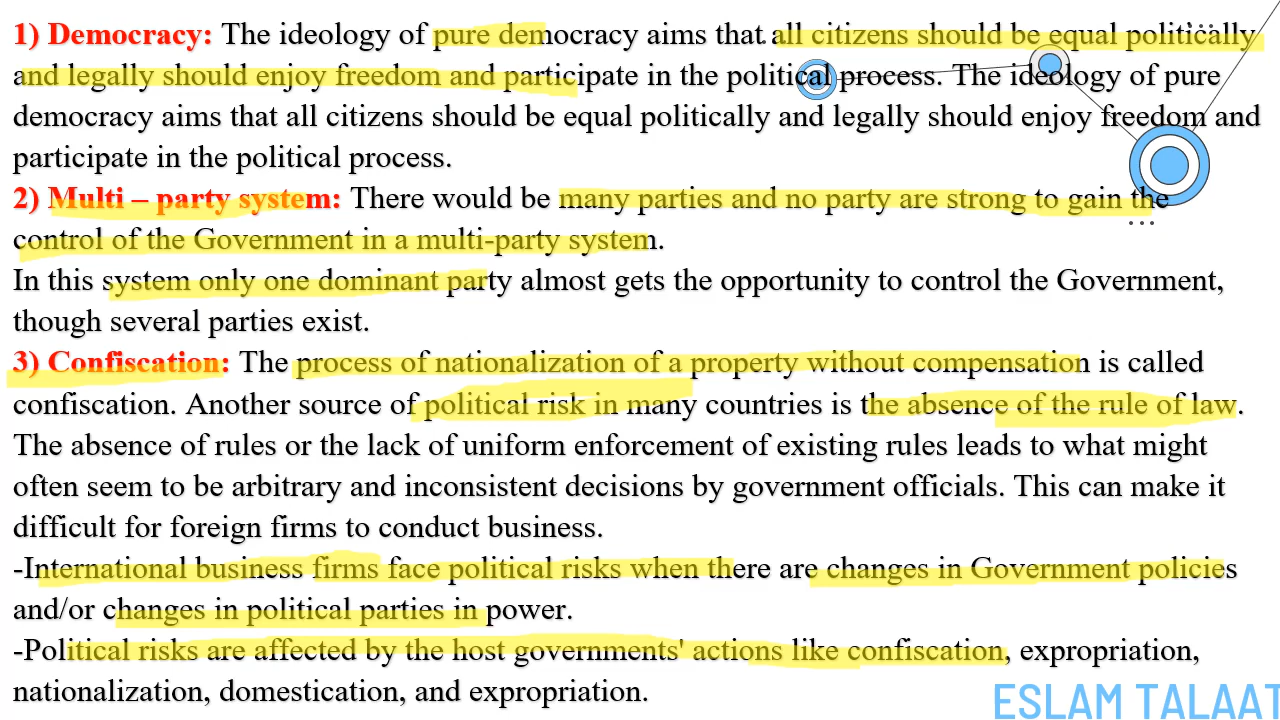 1) Democracy: The ideology of pure democracy aims that all citizens should be equal politically
and legally should enjoy freedom and participate in the political process. The ideology of pure
democracy aims that all citizens should be equal politically and legally should enjoy freedom and
participate in the political process.
2) Multi – party system: There would be many parties and no party are strong to gain the
control of the Government in a multi-party system.
In this system only one dominant party almost gets the opportunity to control the Government,
though several parties exist.
3) Confiscation: The process of nationalization of a property without compensation is called
confiscation. Another source of political risk in many countries is the absence of the rule of law.
The absence of rules or the lack of uniform enforcement of existing rules leads to what might
often seem to be arbitrary and inconsistent decisions by government officials. This can make it
difficult for foreign firms to conduct business.
-International business firms face political risks when there are changes in Government policies
and/or changes in political parties in power.
-Political risks are affected by the host governments' actions like confiscation, expropriation,
nationalization, domestication, and expropriation.
ESLAM TALAAT